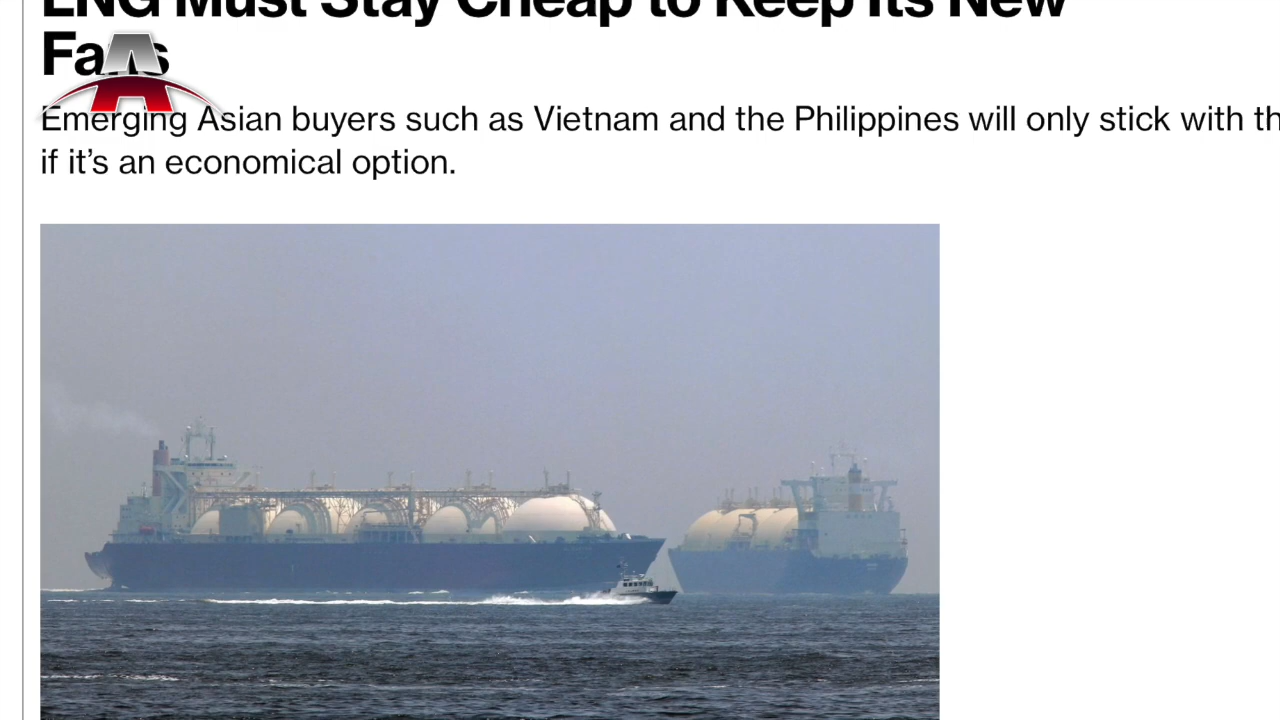 LNG Must Stay Cheap to Keep Its New
Fans
Emerging Asian buyers such as Vietnam and the Philippines will only stick with th
if it's an economical option.